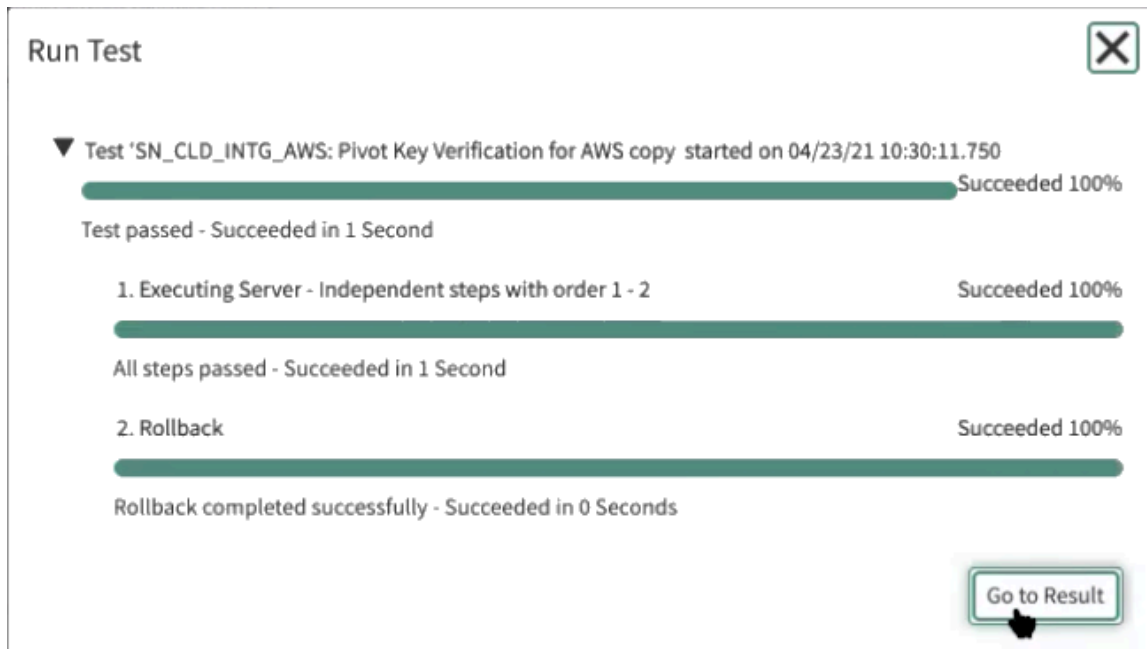 Run Test
Test 'SN_CLD_INTG_AWS: Pivot Key Verification for AWS copy started on 04/23/21 10:30:11.750
Succeeded 100%
Test passed - Succeeded in 1 Second
1. Executing Server - Independent steps with order 1 - 2 Succeeded 100%
All steps passed - Succeeded in 1 Second
2. Rollback Succeeded 100%
Rollback completed successfully - Succeeded in 0 Seconds
Go to Result